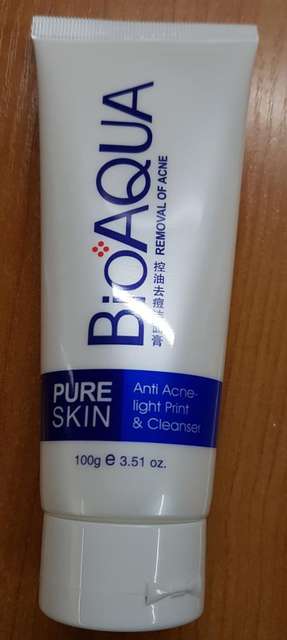 BIOAQUA
REMOVAL OF ACNE
控油去痘洁面膏
PURE
SKIN
Anti Acne-
light Print
& Cleanser
100g e 3.51 oz.